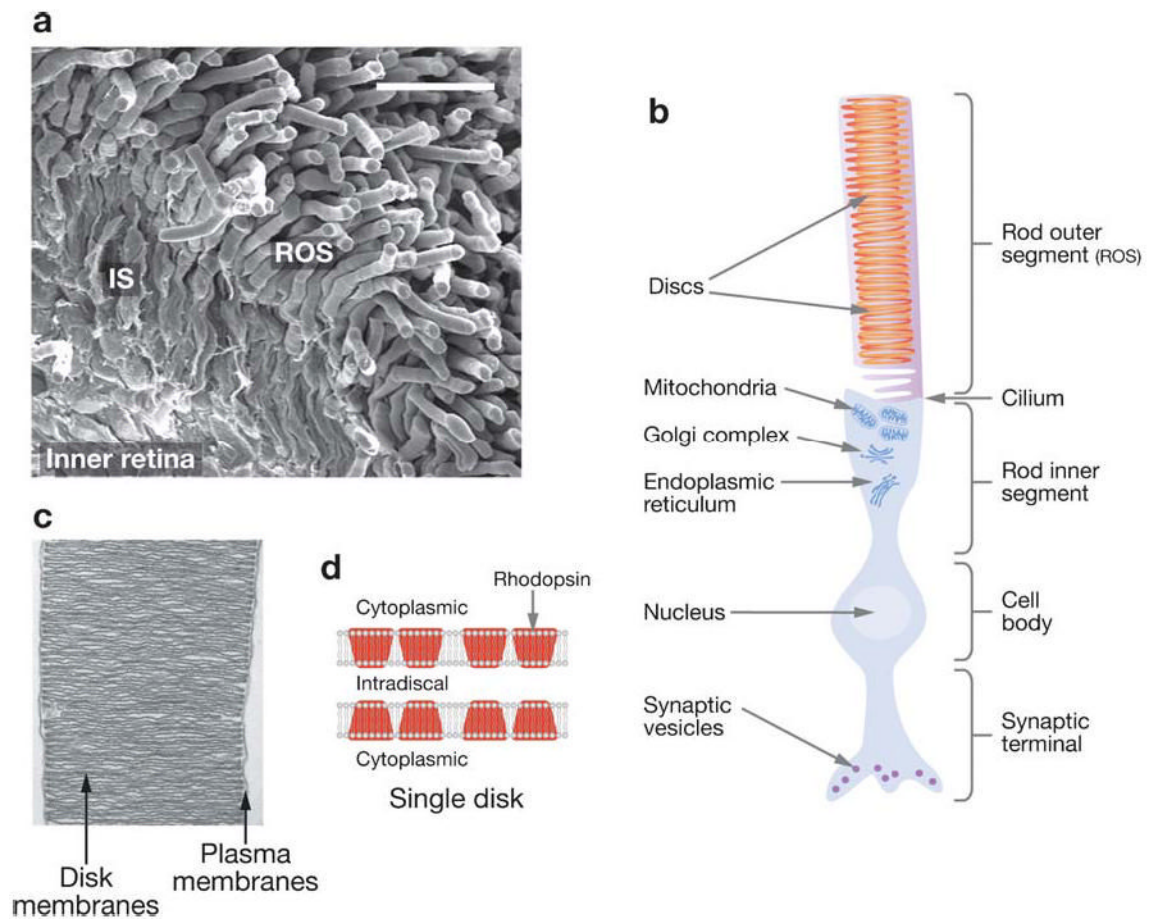 a
IS
ROS
Inner retina
b
Discs
Mitochondria
Golgi complex
Endoplasmic
reticulum
Nucleus
Synaptic
vesicles
Rod outer
segment (ROS)
Cilium
Rod inner
segment
Cell
body
Synaptic
terminal
c
Disk
membranes
Plasma
membranes
d
Rhodopsin
Cytoplasmic
Intradiscal
Cytoplasmic
Single disk